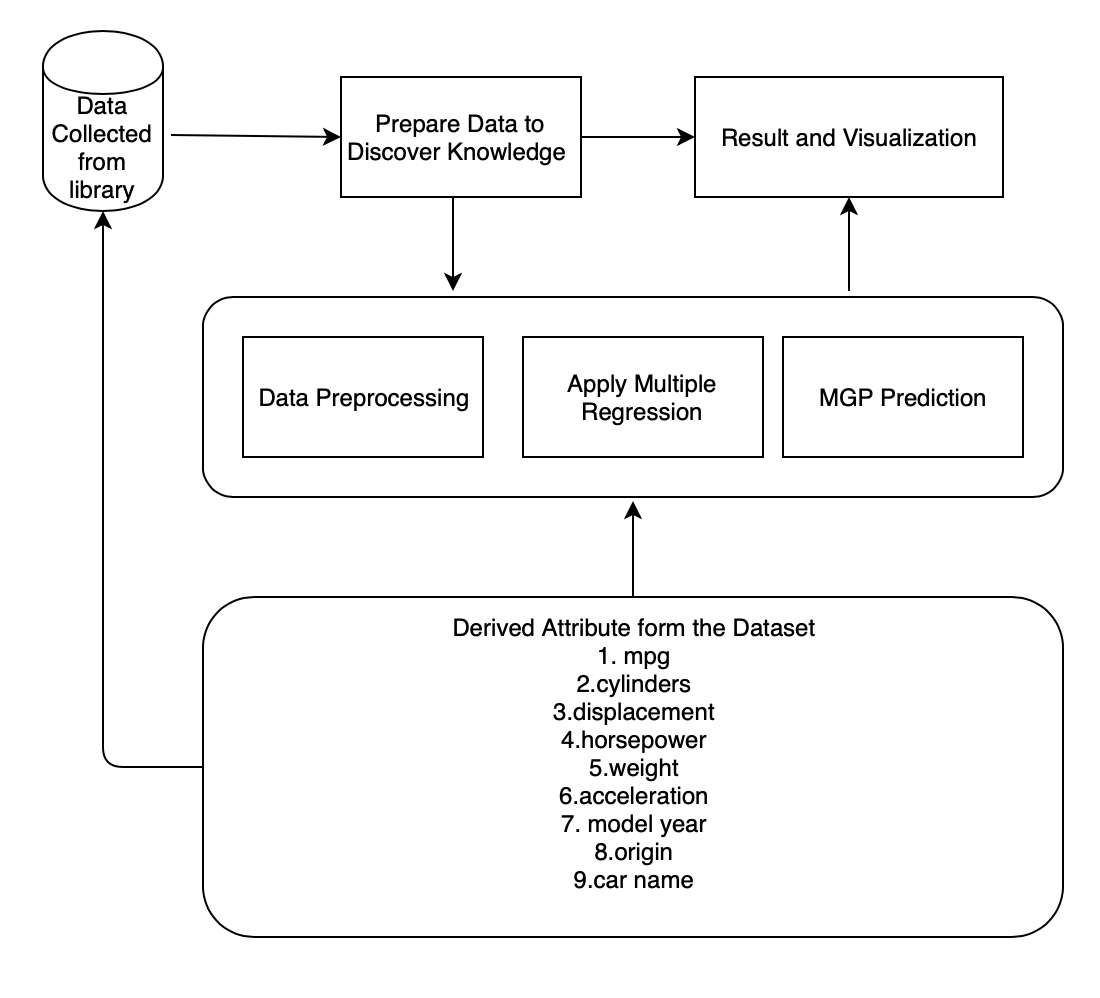 Data
Collected
from
library
Prepare Data to
Discover Knowledge
Result and Visualization
Data Preprocessing
Apply Multiple
Regression
MGP Prediction
Derived Attribute form the Dataset
1. mpg
2.cylinders
3.displacement
4.horsepower
5.weight
6.acceleration
7. model year
8.origin
9.car name